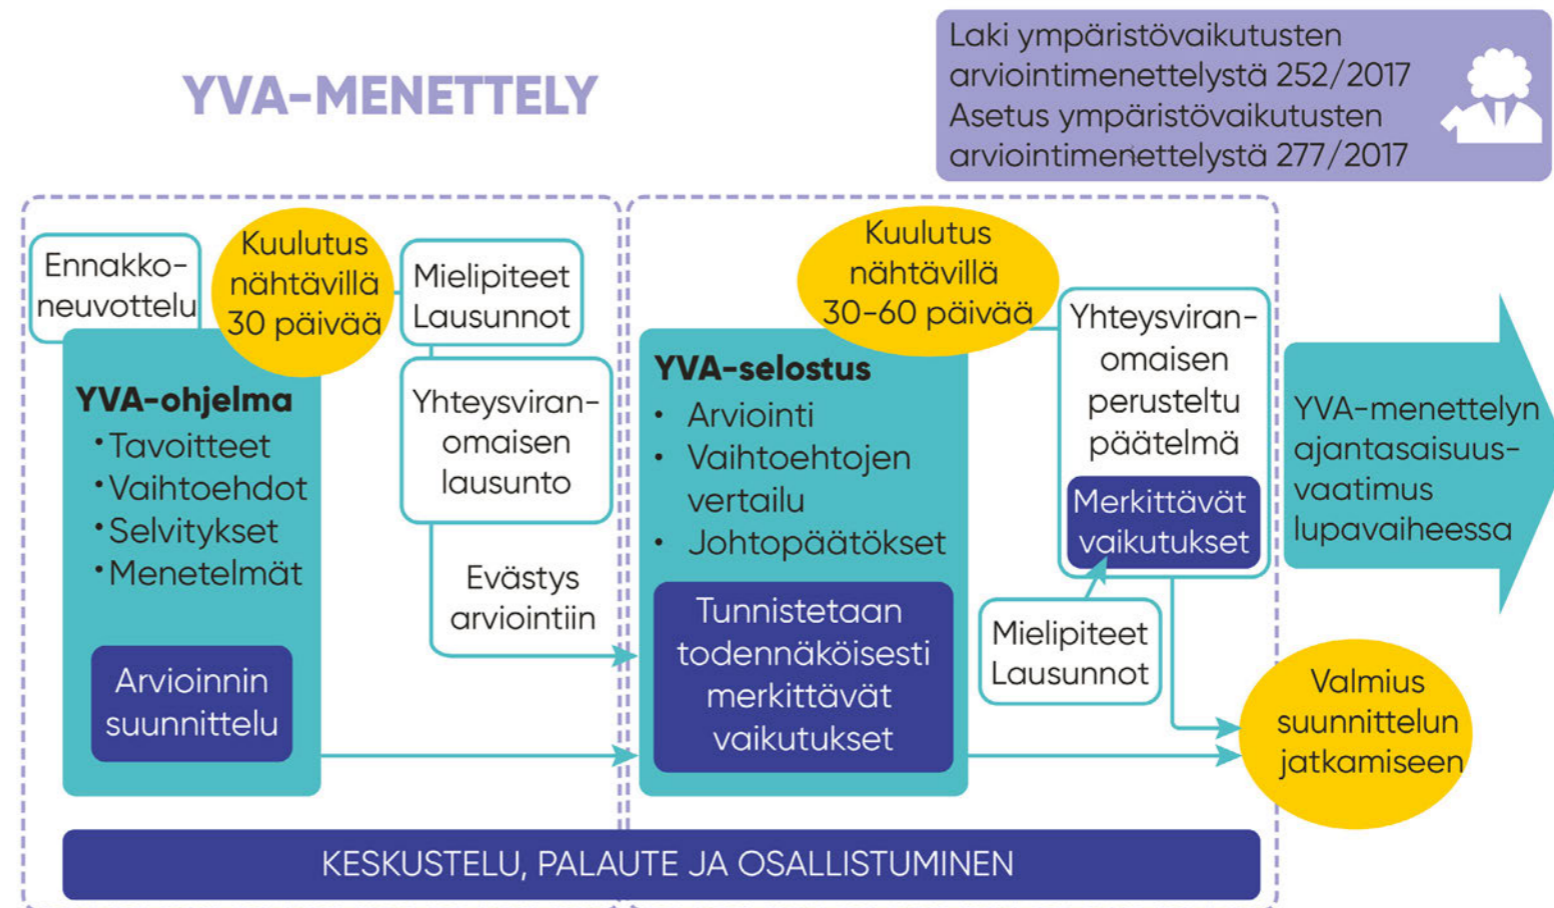 YVA-MENETTELY
Laki ympäristövaikutusten
arviointimenettelystä 252/2017
Asetus ympäristövaikutusten
arviointimenettelystä 277/2017
Ennakko-
neuvottelu
Kuulutus
nähtävillä
30 päivää
Mielipiteet
Lausunnot
YVA-ohjelma
• Tavoitteet
• Vaihtoehdot
• Selvitykset
• Menetelmät
Arvioinnin
suunnittelu
Yhteysviran-
omaisen
lausunto
Evästys
arviointiin
Kuulutus
nähtävillä
30-60 päivää
YVA-selostus
• Arviointi
• Vaihtoehtojen
vertailu
• Johtopäätökset
Tunnistetaan
todennäköisesti
merkittävät
vaikutukset
Yhteysviran-
omaisen
perusteltu
päätelmä
Merkittävät
vaikutukset
Mielipiteet
Lausunnot
YVA-menettelyn
ajantasaisuus-
vaatimus
lupavaiheessa
Valmius
suunnittelun
jatkamiseen
KESKUSTELU, PALAUTE JA OSALLISTUMINEN